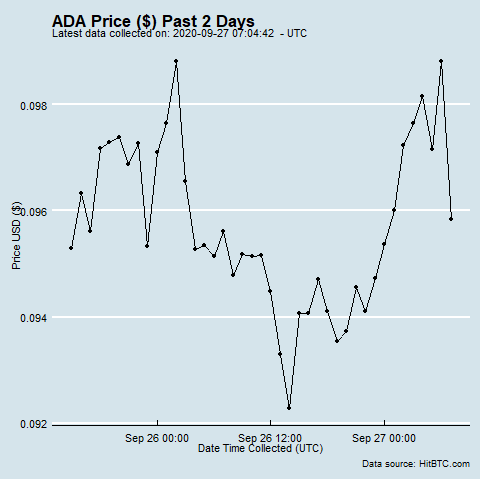 ADA Price ($) Past 2 Days
Latest data collected on: 2020-09-27 07:04:42  - UTC
0.098
0.096
0.094
0.092
Price USD ($)
Sep 26 00:00
Sep 26 12:00
Sep 27 00:00
Date Time Collected (UTC)
Data source: HitBTC.com